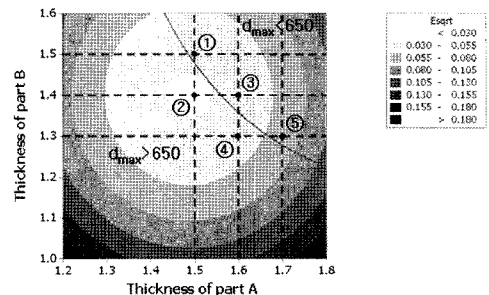 Thickness of part B
1.6
1.5
1.4
1.3
1.2
1.1
1.0
1.2 1.3 1.4 1.5 1.6 1.7 1.8
Thickness of part A
①
d_max < 650
②
③
④
⑤
d_max > 650
Esqrt
< 0.030
0.030 - 0.055
0.055 - 0.080
0.080 - 0.105
0.105 - 0.130
0.130 - 0.155
0.155 - 0.180
> 0.180